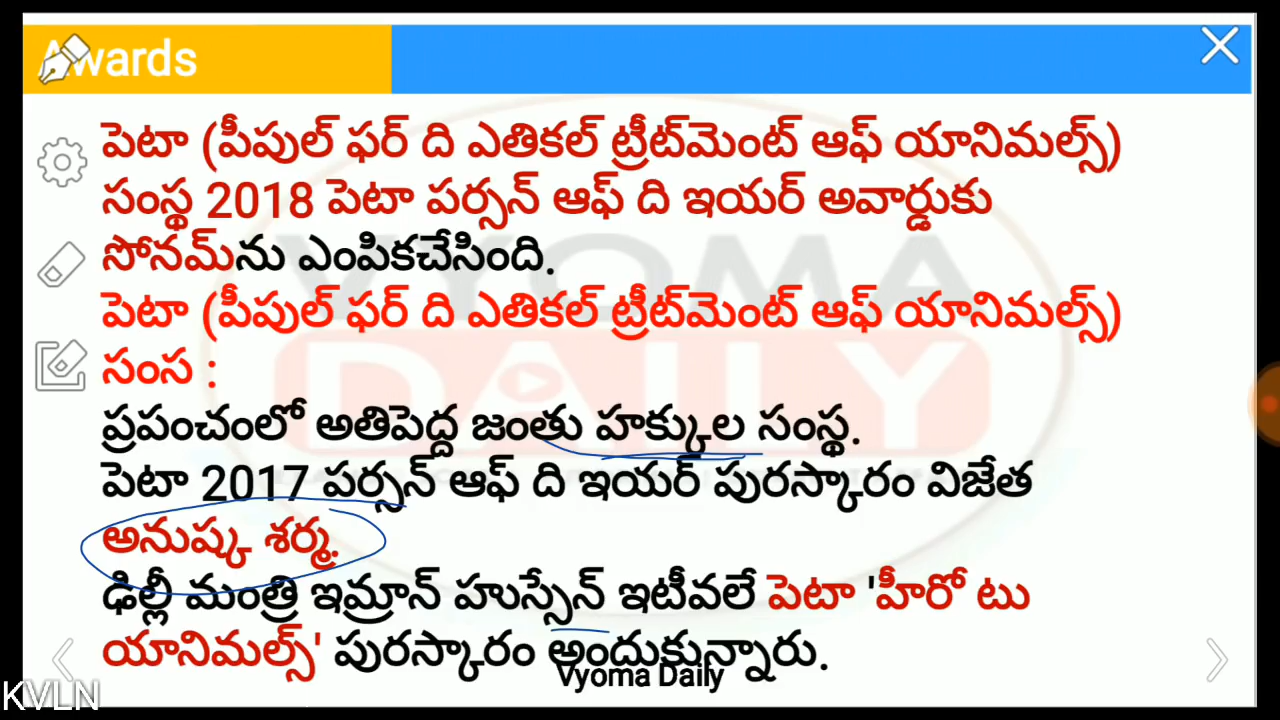 Awards
పెటా (పీపుల్ ఫర్ ది ఎతికల్ ట్రీట్‌మెంట్ ఆఫ్ యానిమల్స్)
సంస్థ 2018 పెటా పర్సన్ ఆఫ్ ది ఇయర్ అవార్డుకు
సోనమ్‌ను ఎంపికచేసింది.
పెటా (పీపుల్ ఫర్ ది ఎతికల్ ట్రీట్‌మెంట్ ఆఫ్ యానిమల్స్)
సంస :
ప్రపంచంలో అతిపెద్ద జంతు హక్కుల సంస్థ.
పెటా 2017 పర్సన్ ఆఫ్ ది ఇయర్ పురస్కారం విజేత
అనుష్క శర్మ.
ఢిల్లీ మంత్రి ఇమ్రాన్ హుస్సేన్ ఇటీవలే పెటా 'హీరో టు
యానిమల్స్' పురస్కారం అందుకున్నారు.
Vyoma Daily
KVLN
VYOMA
DAILY